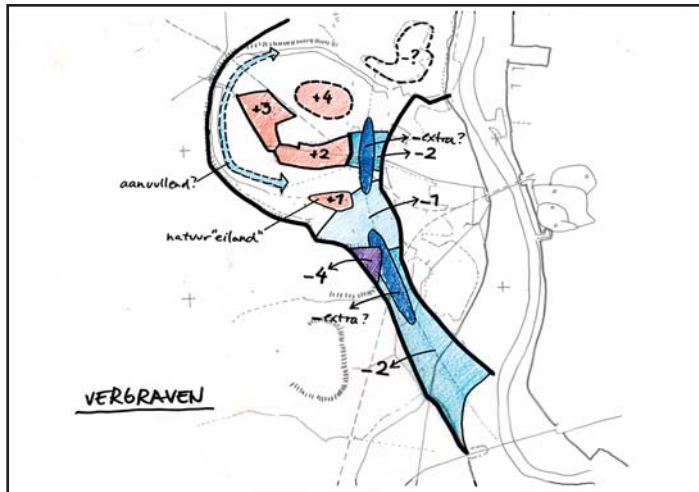 -?
+4
+3
-extra?
+2
-2
aanvullend?
+1
-1
natuur "eiland"
-4
-extra?
-2
VERGRAVEN